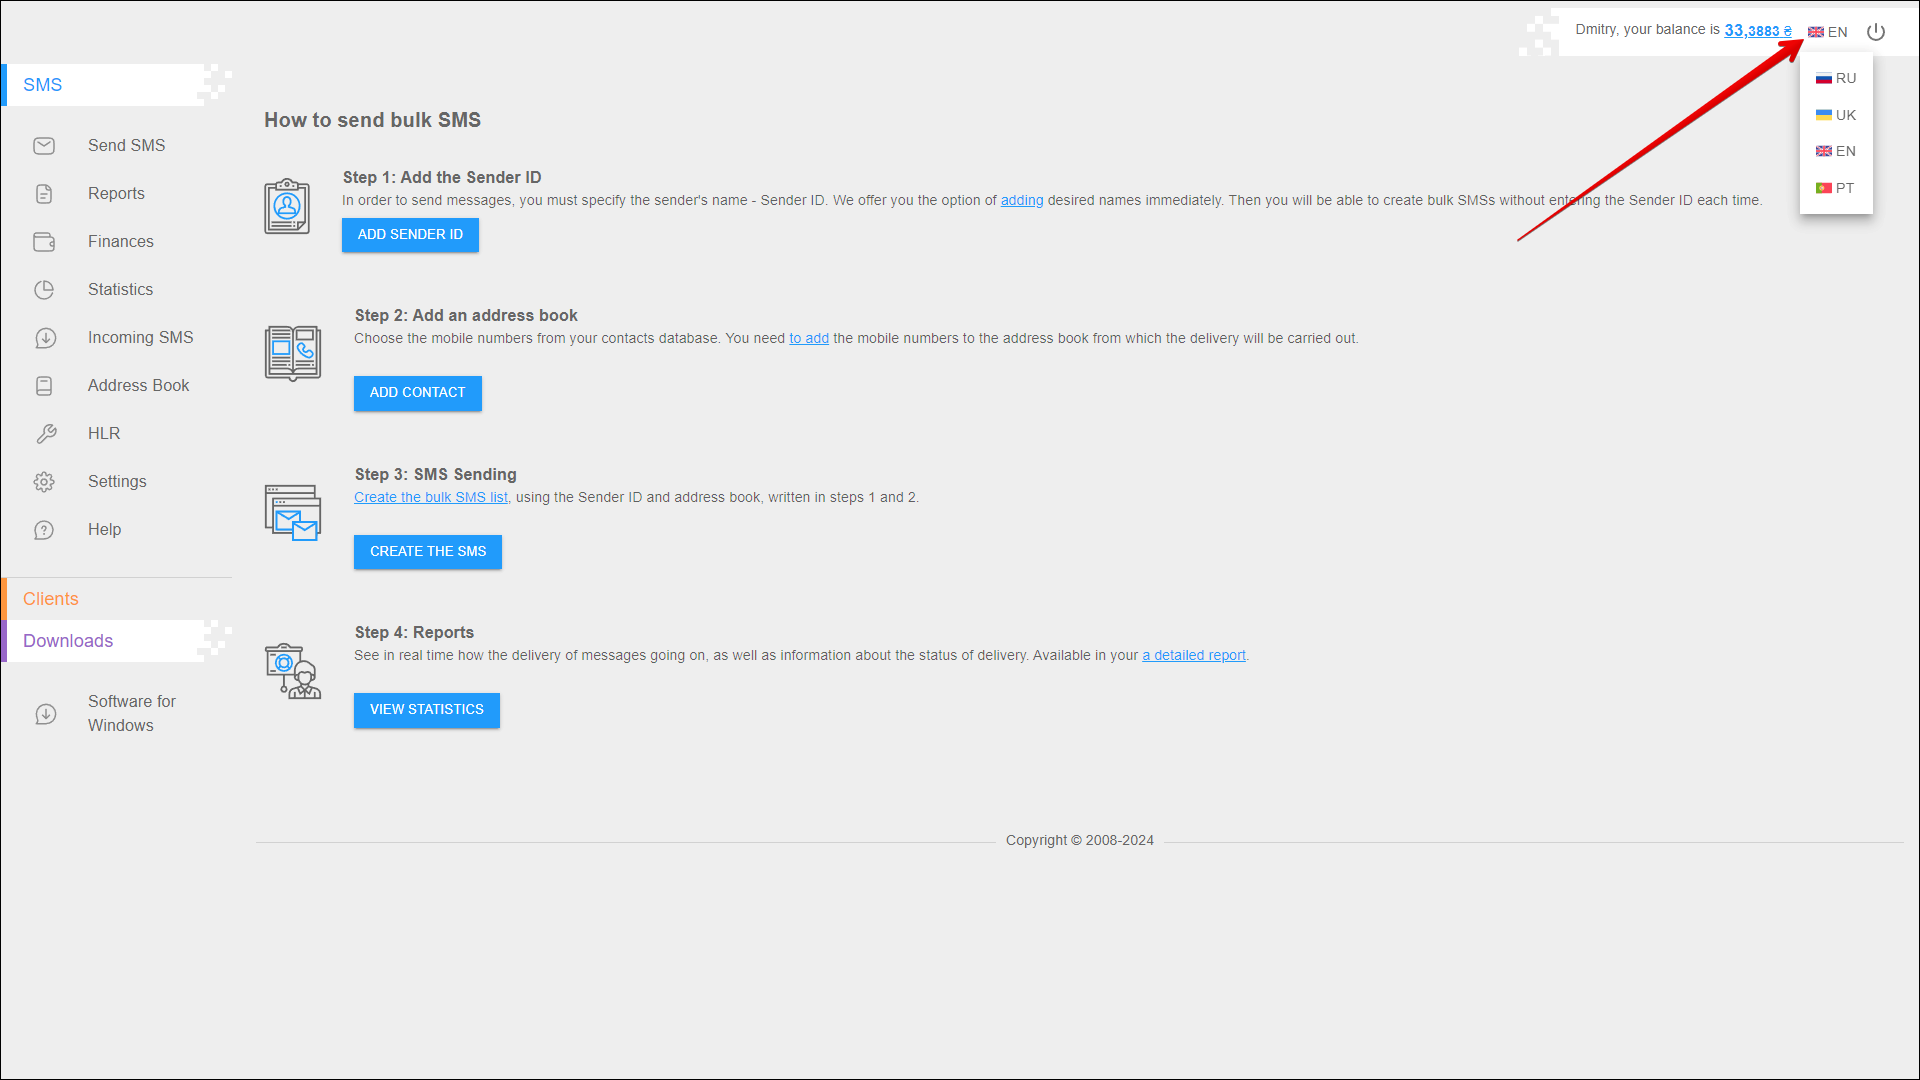 Dmitry, your balance is 33,3883 ₴ EN
RU
UK
EN
PT
SMS
Send SMS
Reports
Finances
Statistics
Incoming SMS
Address Book
HLR
Settings
Help
Clients
Downloads
Software for
Windows
How to send bulk SMS
Step 1: Add the Sender ID
In order to send messages, you must specify the sender's name - Sender ID. We offer you the option of adding desired names immediately. Then you will be able to create bulk SMSs without entering the Sender ID each time.
ADD SENDER ID
Step 2: Add an address book
Choose the mobile numbers from your contacts database. You need to add the mobile numbers to the address book from which the delivery will be carried out.
ADD CONTACT
Step 3: SMS Sending
Create the bulk SMS list, using the Sender ID and address book, written in steps 1 and 2.
CREATE THE SMS
Step 4: Reports
See in real time how the delivery of messages going on, as well as information about the status of delivery. Available in your a detailed report.
VIEW STATISTICS
Copyright © 2008-2024